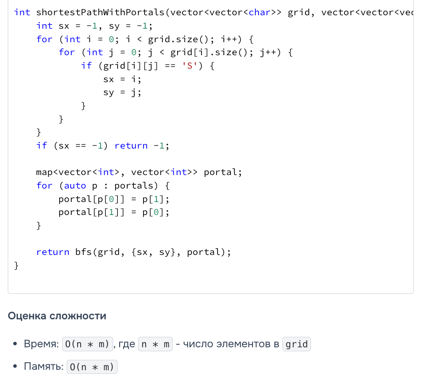 int shortestPathWithPortals(vector<vector<char>> grid, vector<vector<vec
    int sx = -1, sy = -1;
    for (int i = 0; i < grid.size(); i++) {
        for (int j = 0; j < grid[i].size(); j++) {
            if (grid[i][j] == 'S') {
                sx = i;
                sy = j;
            }
        }
    }
    if (sx == -1) return -1;

    map<vector<int>, vector<int>> portal;
    for (auto p : portals) {
        portal[p[0]] = p[1];
        portal[p[1]] = p[0];
    }

    return bfs(grid, {sx, sy}, portal);
}
Оценка сложности
• Время: O(n * m), где n * m - число элементов в grid
• Память: O(n * m)